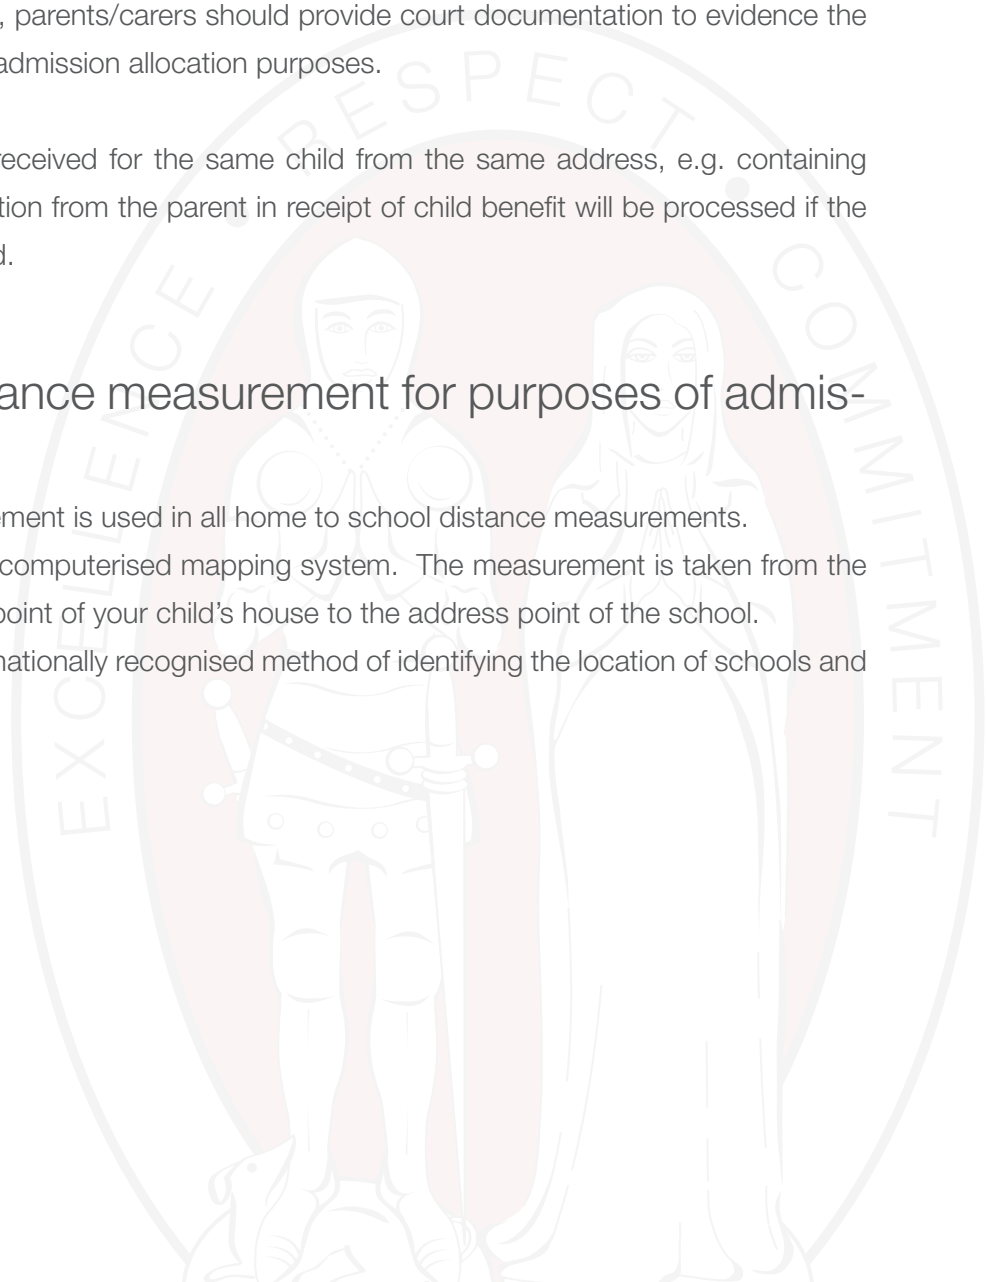 , parents/carers should provide court documentation to evidence the
admission allocation purposes.
received for the same child from the same address, e.g. containing
tion from the parent in receipt of child benefit will be processed if the
d.
ance measurement for purposes of admis-
ement is used in all home to school distance measurements.
computerised mapping system. The measurement is taken from the
point of your child’s house to the address point of the school.
nationally recognised method of identifying the location of schools and
EXCELLENCE • RESPECT • COMMITMENT